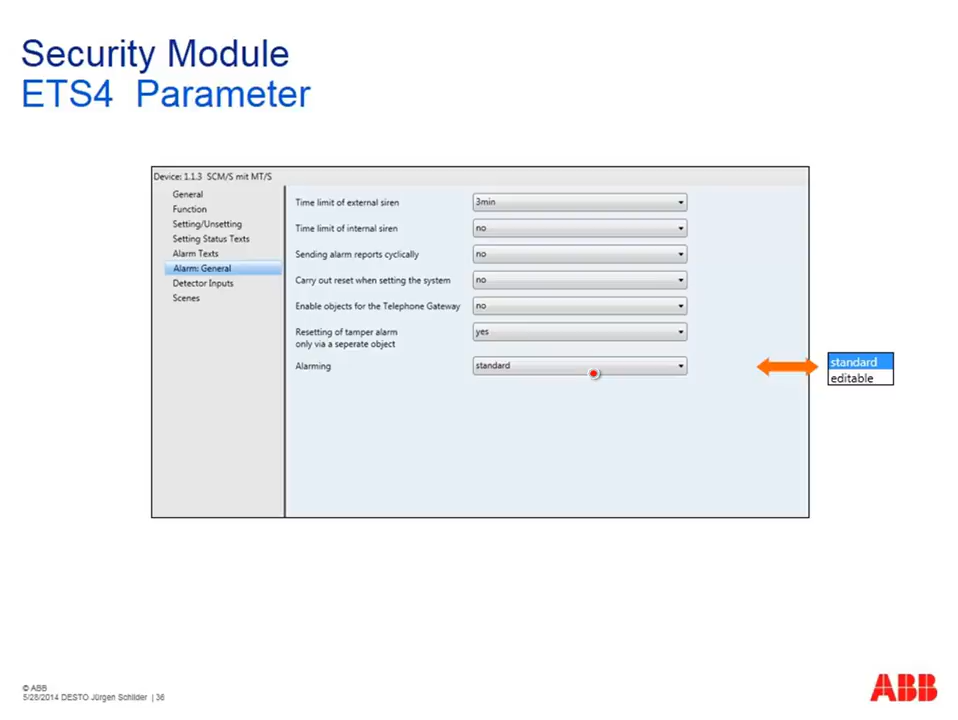 Security Module
ETS4 Parameter
Device: 1.1.3 SCM/S mit MT/S
General
Function
Setting/Unsetting
Setting Status Texts
Alarm Texts
Alarm: General
Detector Inputs
Scenes
Time limit of external siren 3min
Time limit of internal siren no
Sending alarm reports cyclically no
Carry out reset when setting the system no
Enable objects for the Telephone Gateway no
Resetting of tamper alarm yes
only via a seperate object
Alarming standard
standard
editable
© ABB
5/28/2014 DESTO Jürgen Schilder | 36
ABB